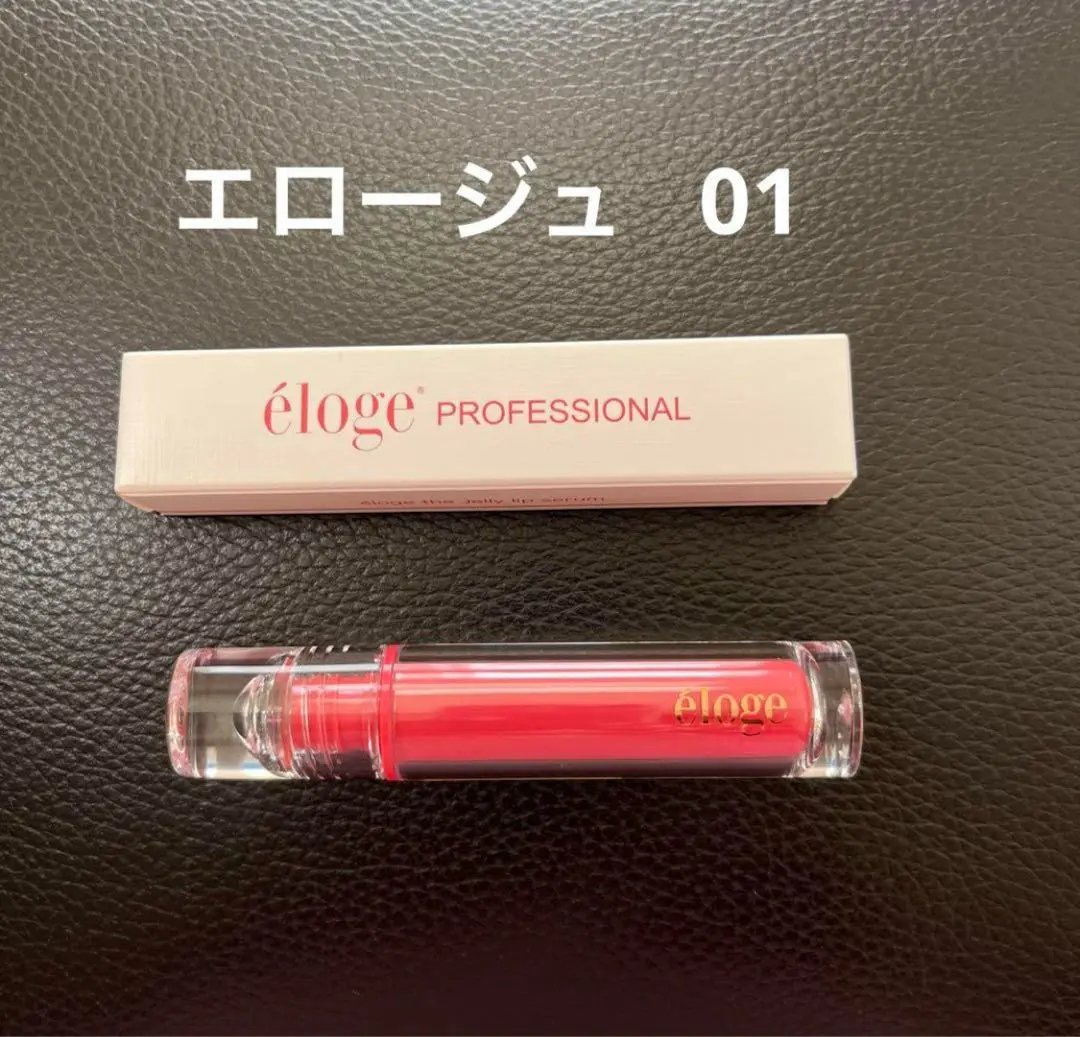 エロージュ　01
éloge® PROFESSIONAL
éloge the Jelly lip serum
éloge